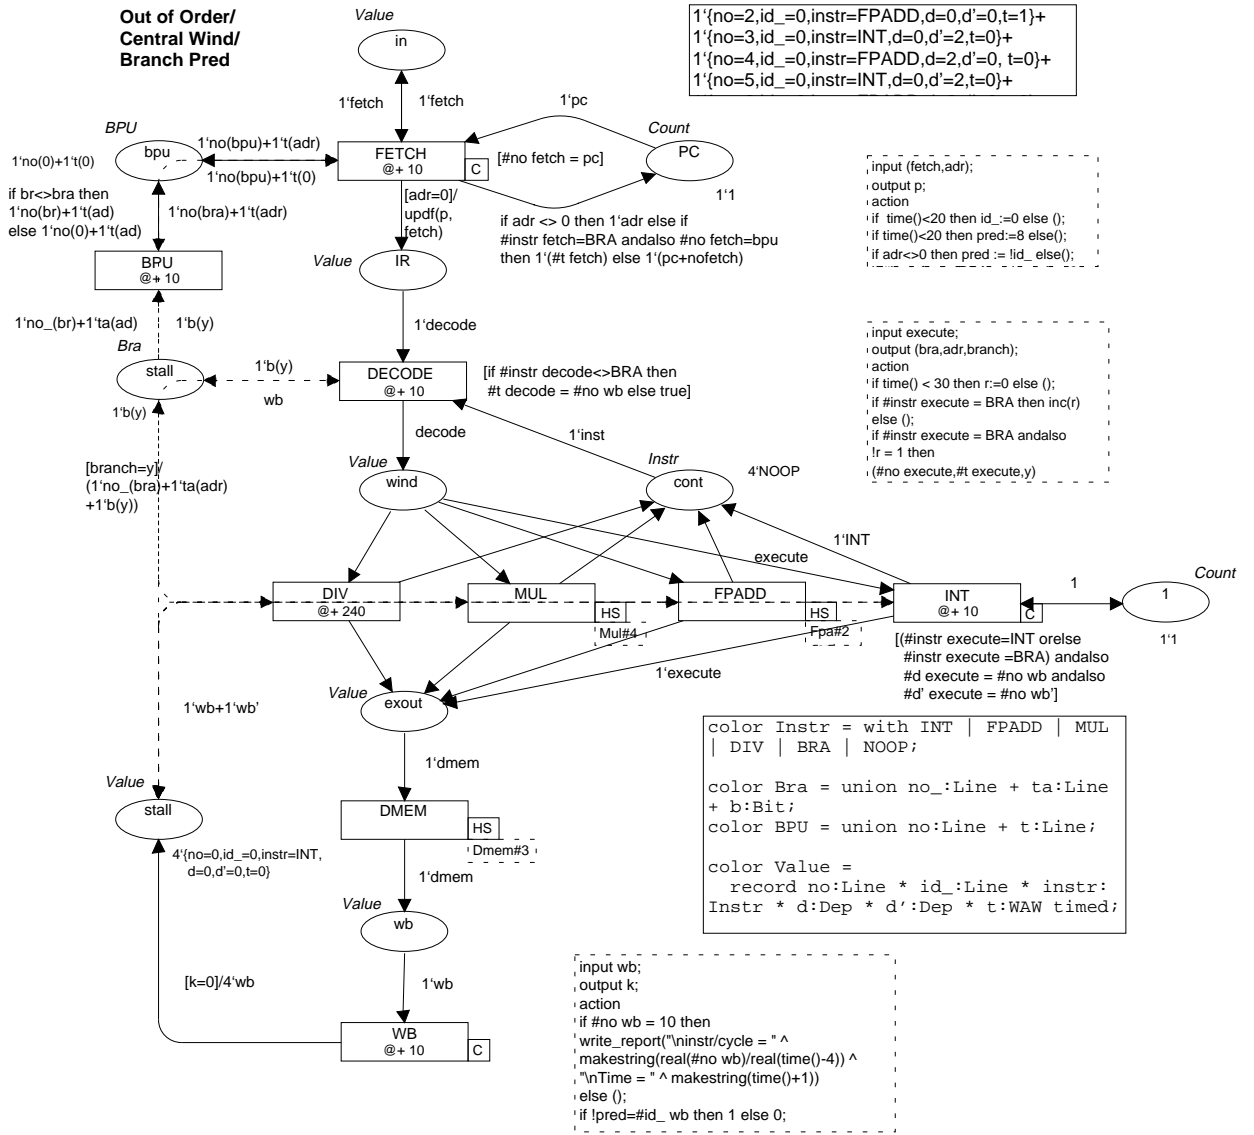 Out of Order/
Central Wind/
Branch Pred
Value
in
1‘fetch
1‘fetch
1‘{no=2,id_=0,instr=FPADD,d=0,d’=0,t=1}+
1‘{no=3,id_=0,instr=INT,d=0,d’=2,t=0}+
1‘{no=4,id_=0,instr=FPADD,d=2,d’=0, t=0}+
1‘{no=5,id_=0,instr=INT,d=0,d’=2,t=0}+
1‘pc
BPU
bpu
1‘no(0)+1‘t(0)
1‘no(bpu)+1‘t(adr)
1‘no(bpu)+1‘t(0)
FETCH
@+ 10
C
[#no fetch = pc]
Count
PC
1‘1
if br<>bra then
1‘no(br)+1‘t(ad)
else 1‘no(0)+1‘t(ad)
1‘no(bra)+1‘t(adr)
[adr=0]/
updf(p,
fetch)
if adr <> 0 then 1‘adr else if
#instr fetch=BRA andalso #no fetch=bpu
then 1‘(#t fetch) else 1‘(pc+nofetch)
input (fetch,adr);
output p;
action
if time()<20 then id_:=0 else ();
if time()<20 then pred:=8 else();
if adr<>0 then pred := !id_ else();
BPU
@+ 10
Value
IR
1‘no_(br)+1‘ta(ad)
1‘b(y)
1‘decode
Bra
stall
1‘b(y)
1‘b(y)
wb
DECODE
@+ 10
[if #instr decode<>BRA then
#t decode = #no wb else true]
input execute;
output (bra,adr,branch);
action
if time() < 30 then r:=0 else ();
if #instr execute = BRA then inc(r)
else ();
if #instr execute = BRA andalso
!r = 1 then
(#no execute,#t execute,y)
decode
1‘inst
[branch=y]/
(1‘no_(bra)+1‘ta(adr)
+1‘b(y))
Value
wind
Instr
cont
4‘NOOP
1‘INT
execute
DIV
@+ 240
MUL
HS
Mul#4
FPADD
HS
Fpa#2
INT
@+ 10
C
1
Count
1
1‘1
[(#instr execute=INT orelse
#instr execute =BRA) andalso
#d execute = #no wb andalso
#d’ execute = #no wb’]
1‘execute
Value
exout
1‘wb+1‘wb’
1‘dmem
color Instr = with INT | FPADD | MUL
| DIV | BRA | NOOP;
color Bra = union no_:Line + ta:Line
+ b:Bit;
color BPU = union no:Line + t:Line;
color Value =
record no:Line * id_:Line * instr:
Instr * d:Dep * d’:Dep * t:WAW timed;
Value
stall
4‘{no=0,id_=0,instr=INT,
d=0,d’=0,t=0}
DMEM
HS
Dmem#3
1‘dmem
Value
wb
[k=0]/4‘wb
1‘wb
WB
@+ 10
C
input wb;
output k;
action
if #no wb = 10 then
write_report("\ninstr/cycle = " ^
makestring(real(#no wb)/real(time()-4)) ^
"\nTime = " ^ makestring(time()+1))
else ();
if !pred=#id_ wb then 1 else 0;